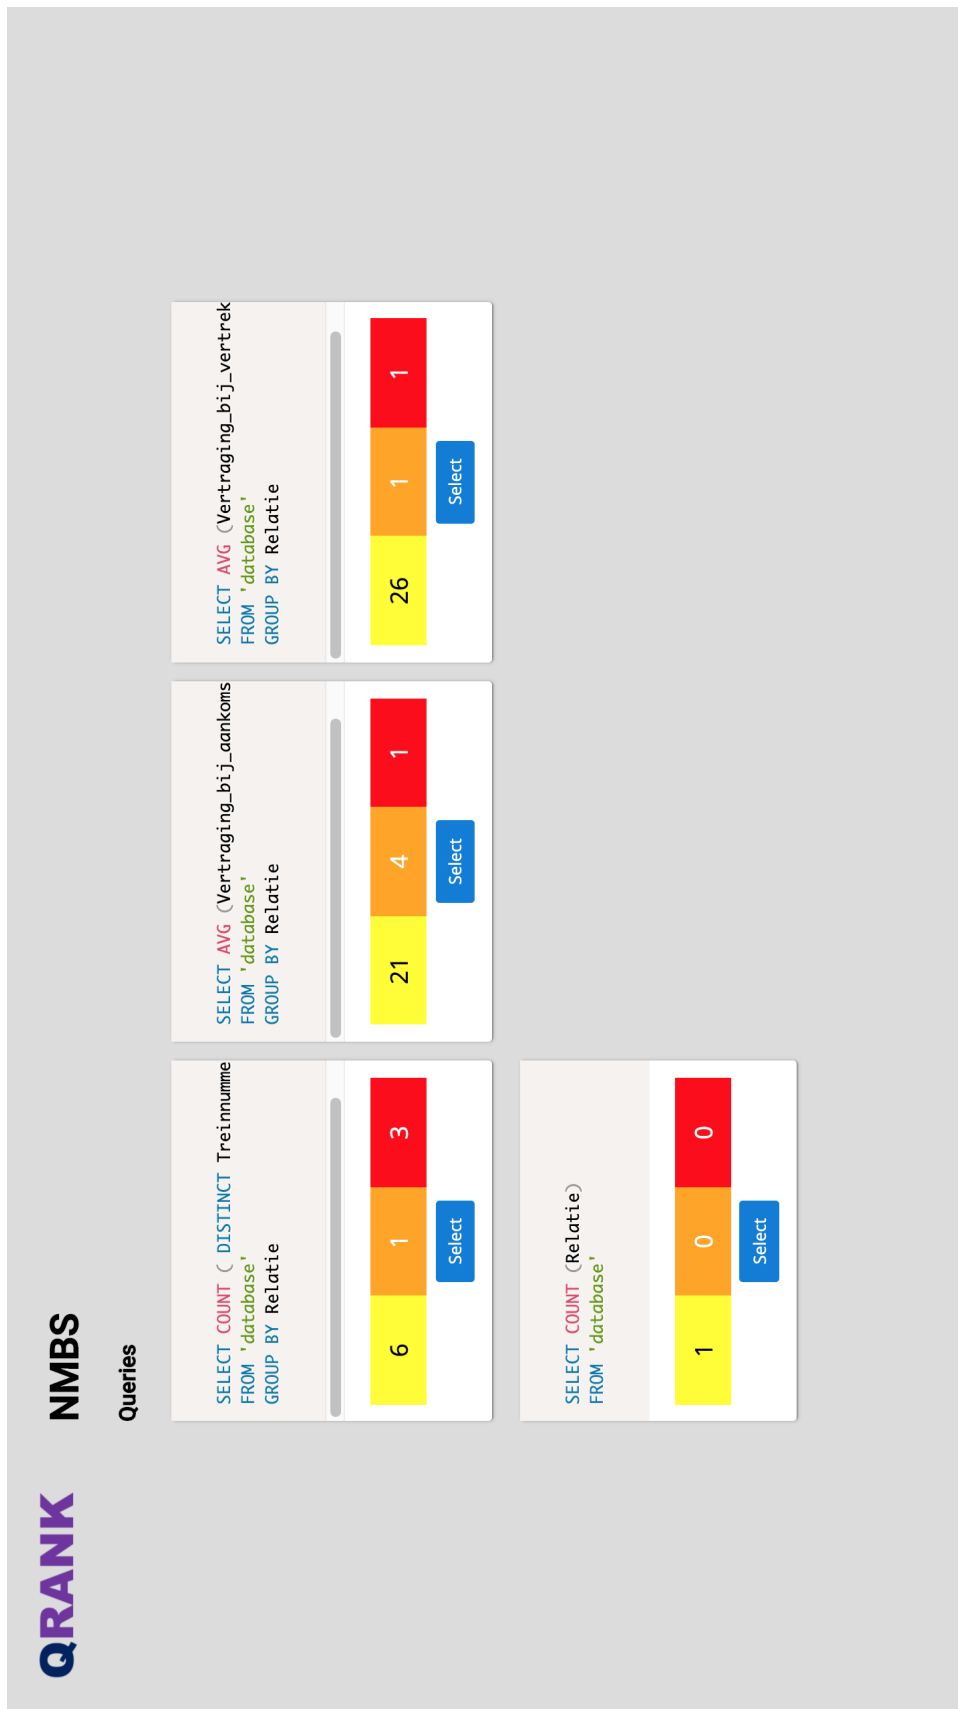 QRANK
NMBS
Queries
SELECT COUNT ( DISTINCT Treinnumme
FROM 'database'
GROUP BY Relatie
6 1 3
Select
SELECT AVG (Vertraging_bij_aankoms
FROM 'database'
GROUP BY Relatie
21 4 1
Select
SELECT AVG (Vertraging_bij_vertrek
FROM 'database'
GROUP BY Relatie
26 1 1
Select
SELECT COUNT (Relatie)
FROM 'database'
1 0 0
Select